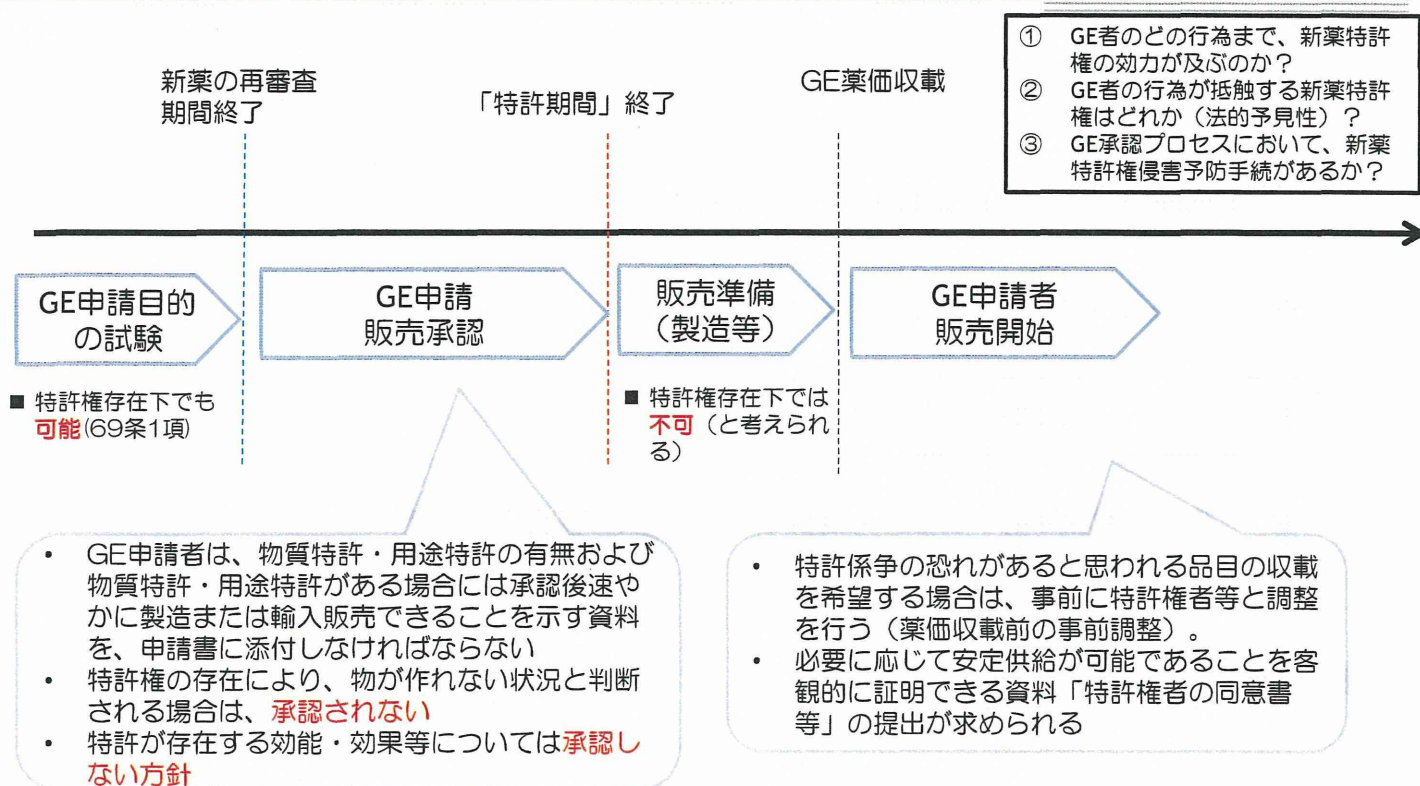 ① GE者のどの行為まで、新薬特許
権の効力が及ぶのか？
② GE者の行為が抵触する新薬特許
権はどれか（法的予見性）？
③ GE承認プロセスにおいて、新薬
特許権侵害予防手続があるか？
新薬の再審査
期間終了
「特許期間」終了
GE薬価収載
GE申請目的
の試験
GE申請
販売承認
販売準備
（製造等）
GE申請者
販売開始
■ 特許権存在下でも
可能(69条1項)
■ 特許権存在下では
不可（と考えられ
る）
• GE申請者は、物質特許・用途特許の有無および
物質特許・用途特許がある場合には承認後速や
かに製造または輸入販売できることを示す資料
を、申請書に添付しなければならない
• 特許権の存在により、物が作れない状況と判断
される場合は、承認されない
• 特許が存在する効能・効果等については承認し
ない方針
• 特許係争の恐れがあると思われる品目の収載
を希望する場合は、事前に特許権者等と調整
を行う（薬価収載前の事前調整）。
• 必要に応じて安定供給が可能であることを客
観的に証明できる資料「特許権者の同意書
等」の提出が求められる